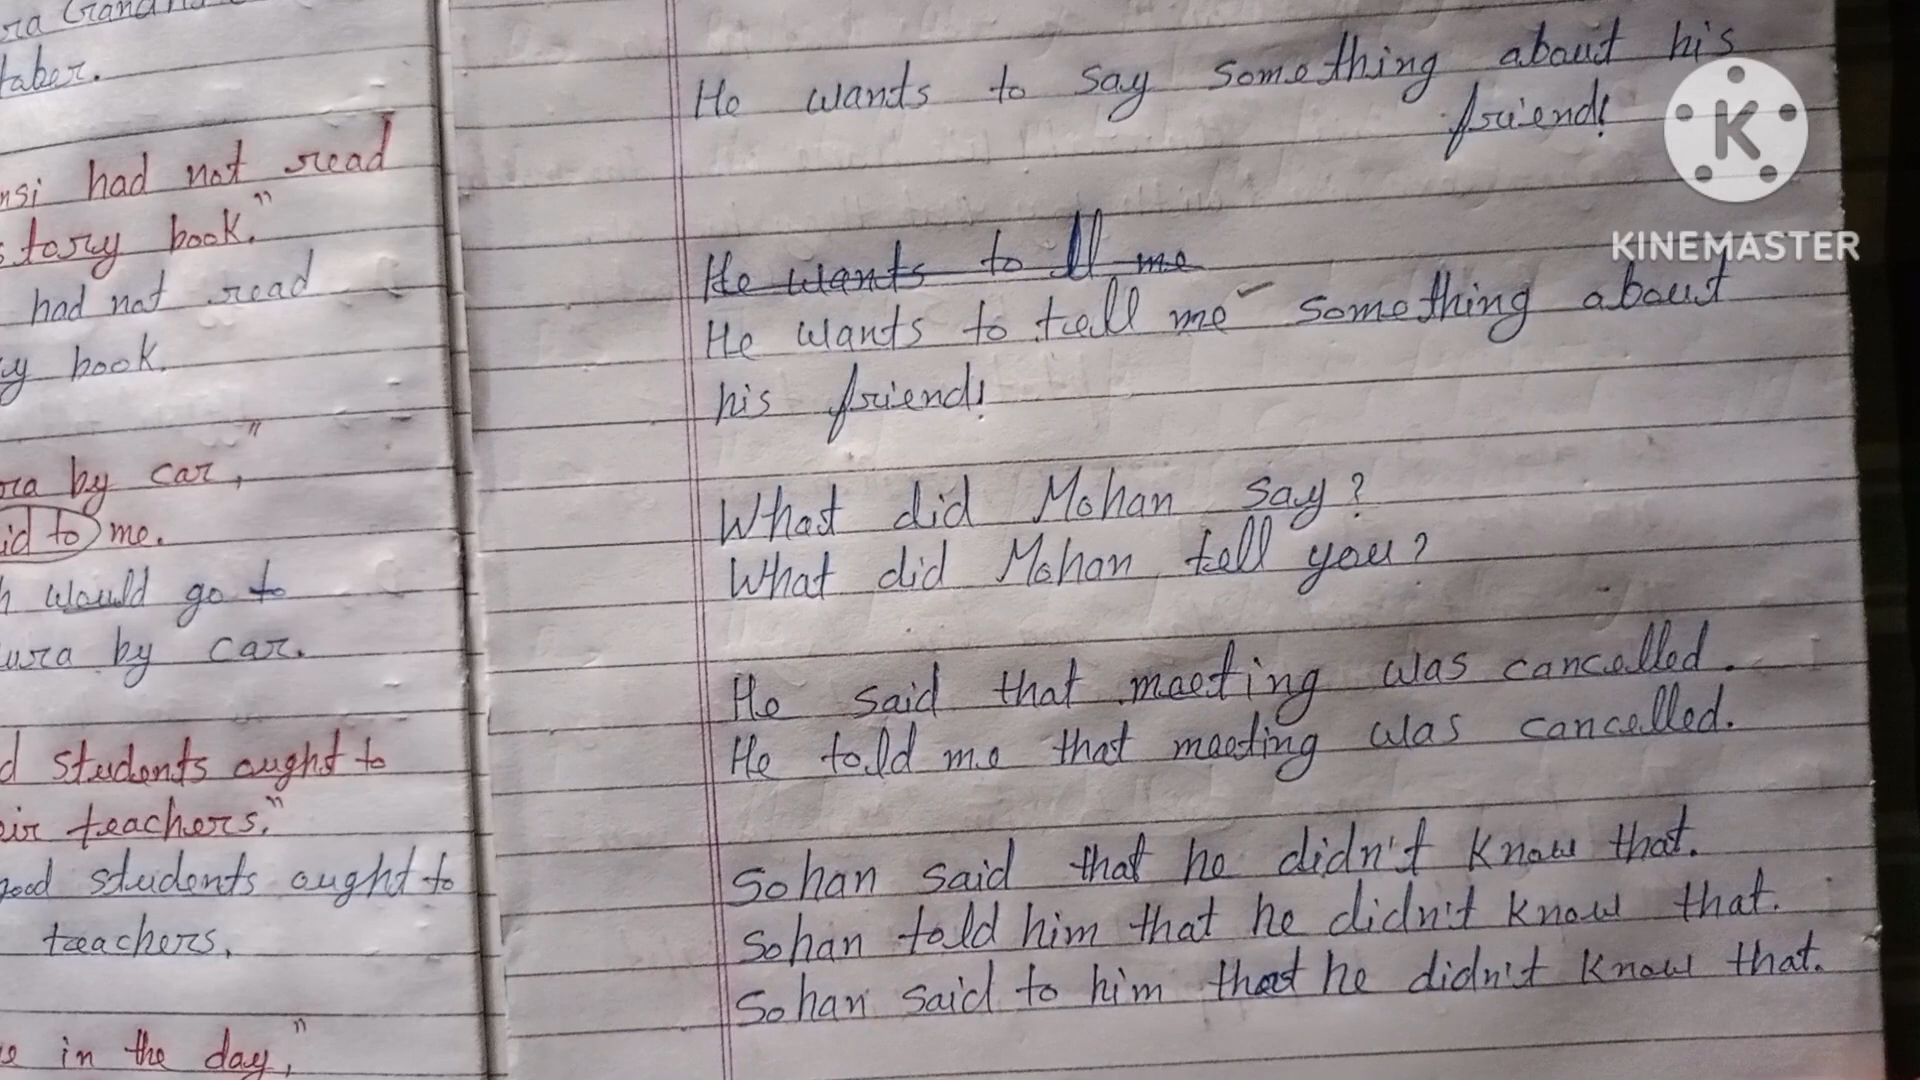 taber.
had not read
story book."
had not read
book.
by car,"
to me.
would go to
by car.
students ought to
teachers."
students ought to
teachers.
in the day,"
He wants to say something about his
friend!
He wants to ll me
He wants to tell me something about
his friend!
What did Mohan say?
What did Mohan tell you?
He said that meeting was cancelled.
He told me that meeting was cancelled.
Sohan said that he didn't know that.
Sohan told him that he didn't know that.
Sohan said to him that he didn't know that.
K
KINEMASTER